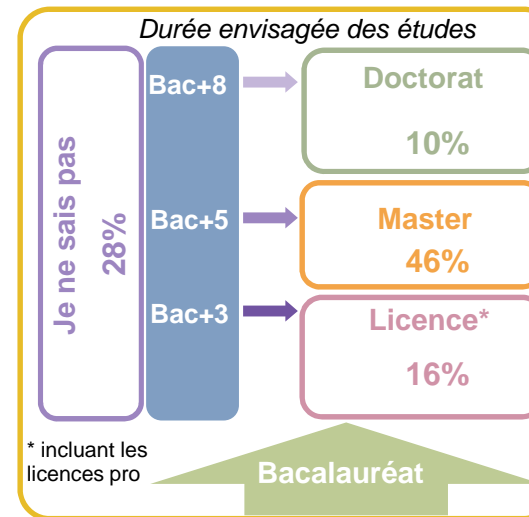 Durée envisagée des études
Je ne sais pas
28%
Bac+8
Doctorat
10%
Bac+5
Master
46%
Bac+3
Licence*
16%
* incluant les
licences pro
Bacalauréat